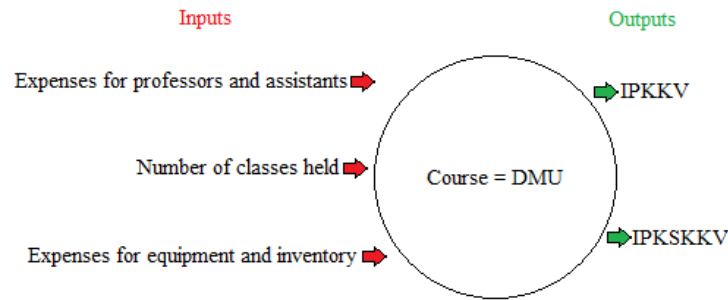 Inputs
Outputs
Expenses for professors and assistants
IPKKV
Number of classes held
Course = DMU
IPKSKKV
Expenses for equipment and inventory